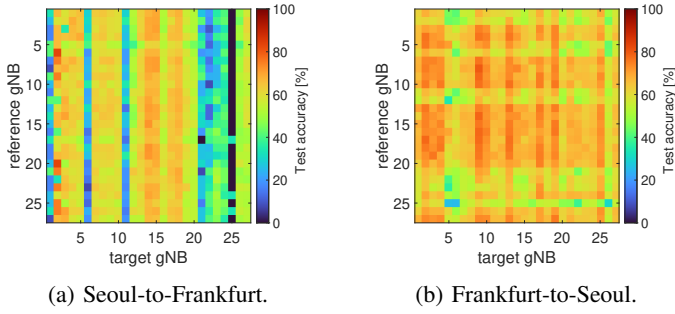 5
10
15
20
25
reference gNB
5 10 15 20 25
target gNB
100
80
60
40
20
0
Test accuracy [%]
(a) Seoul-to-Frankfurt.
5
10
15
20
25
reference gNB
5 10 15 20 25
target gNB
100
80
60
40
20
0
Test accuracy [%]
(b) Frankfurt-to-Seoul.